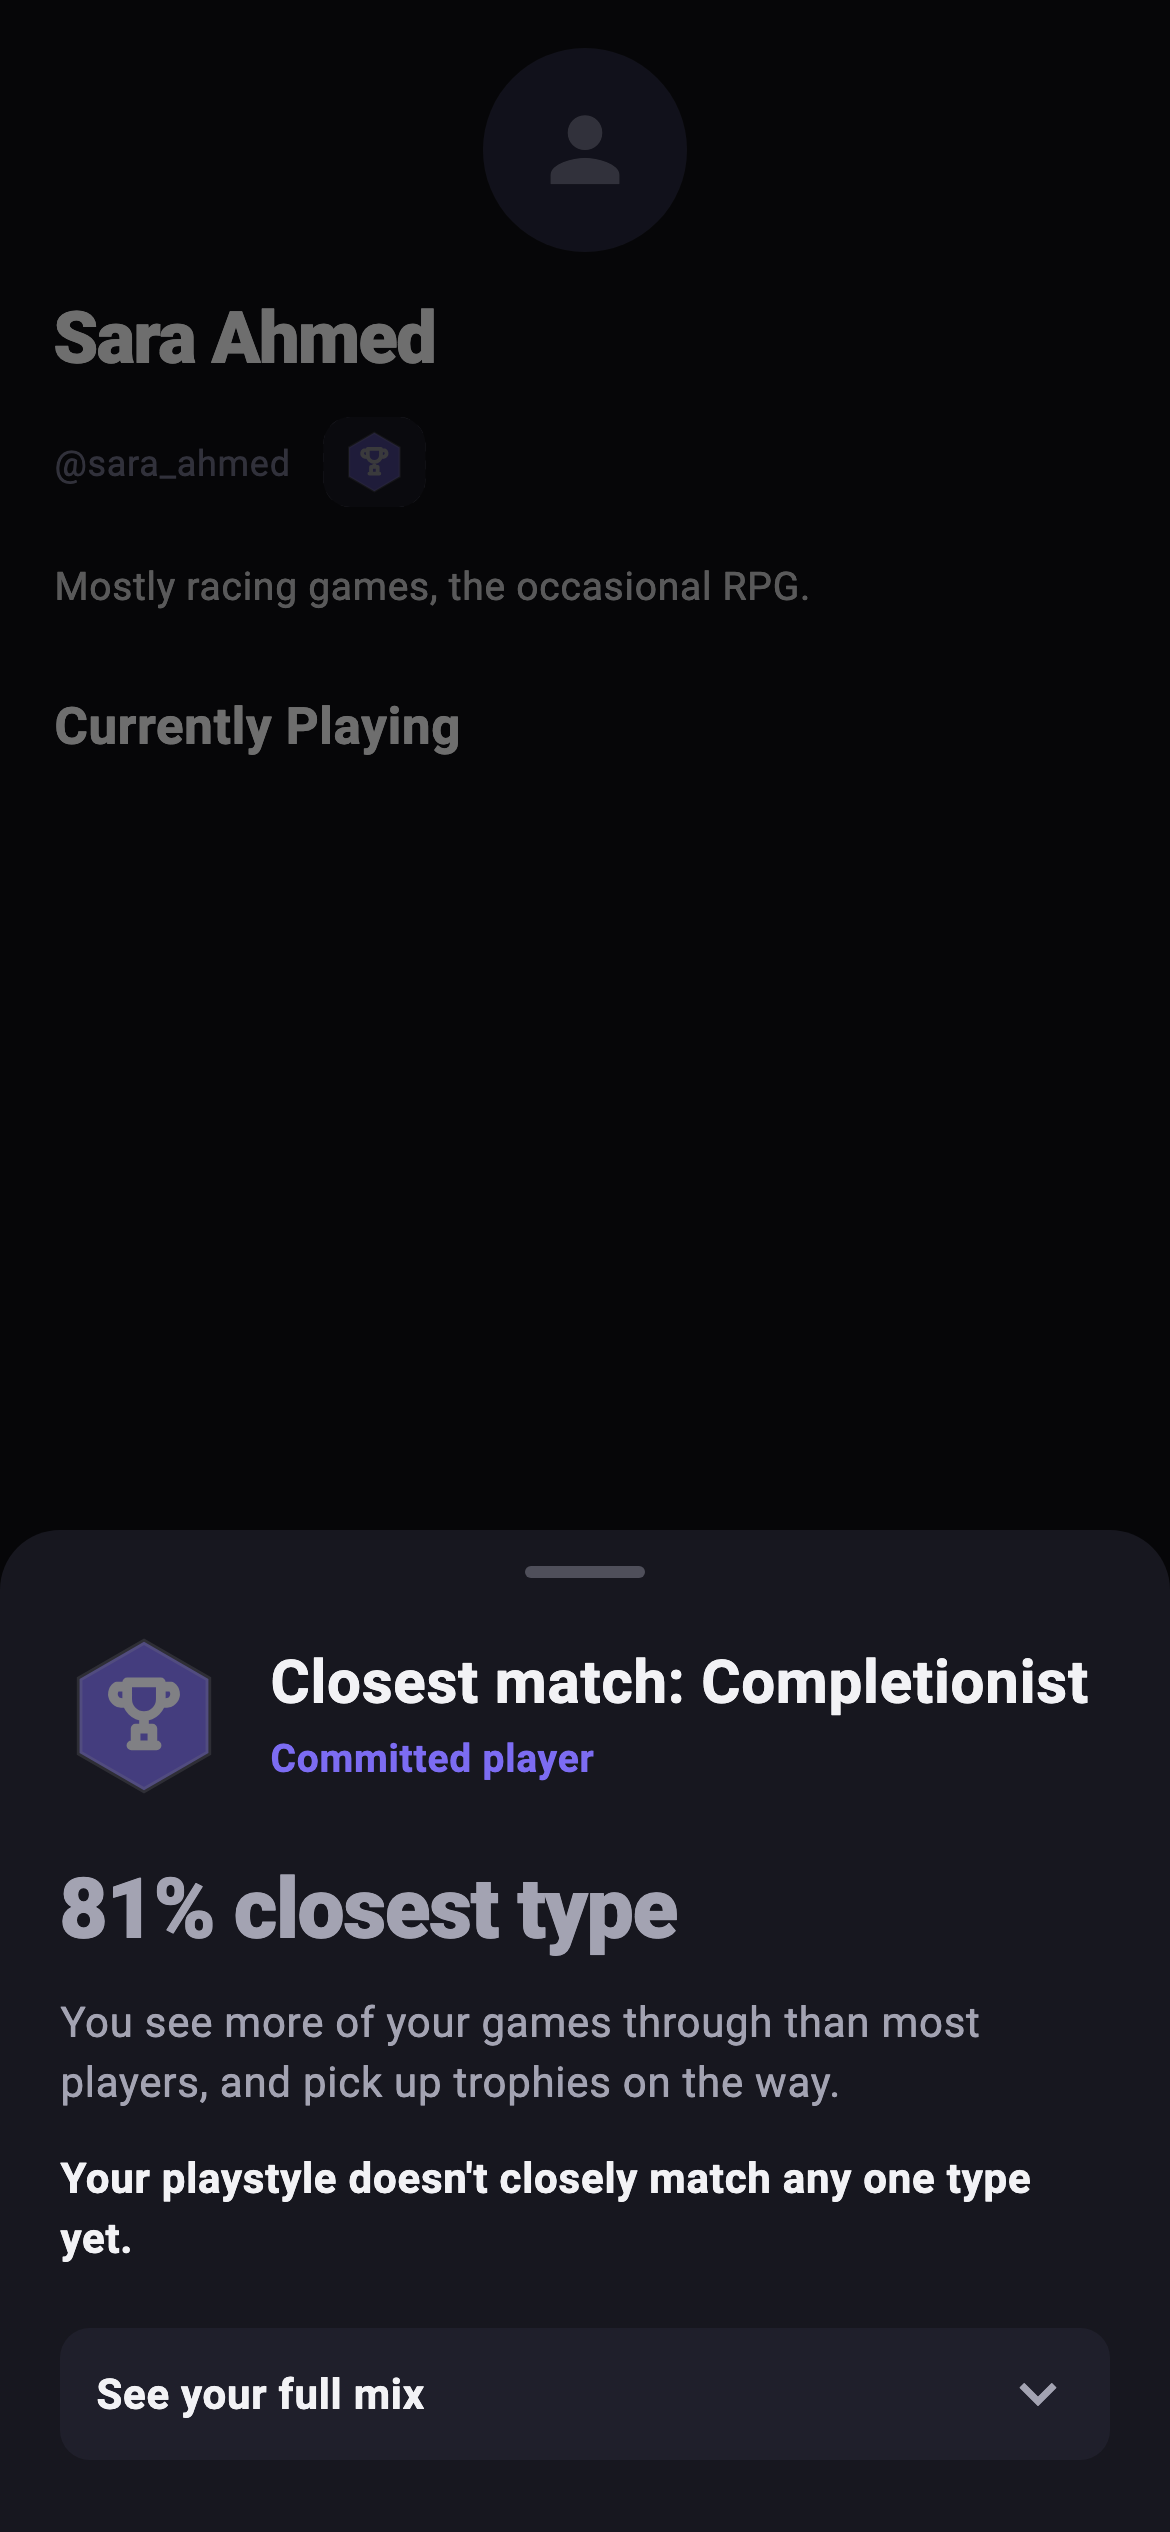 Sara Ahmed
@sara_ahmed
Mostly racing games, the occasional RPG.
Currently Playing
Closest match: Completionist
Committed player
81% closest type
You see more of your games through than most
players, and pick up trophies on the way.
Your playstyle doesn't closely match any one type
yet.
See your full mix